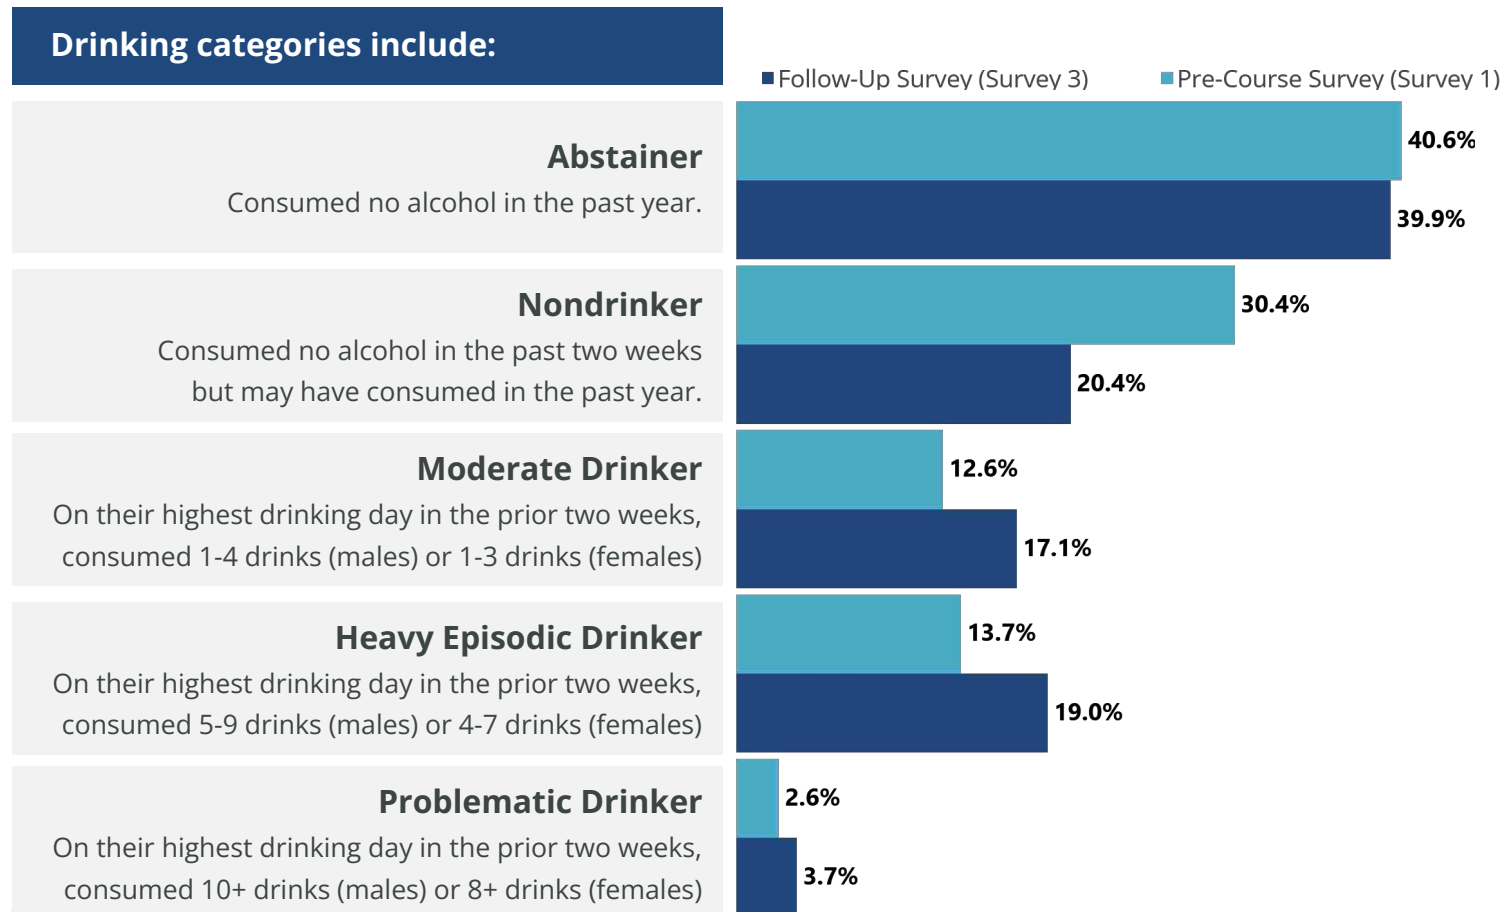 Drinking categories include:
Follow-Up Survey (Survey 3)
Pre-Course Survey (Survey 1)
Abstainer
Consumed no alcohol in the past year.
40.6%
39.9%
Nondrinker
Consumed no alcohol in the past two weeks
but may have consumed in the past year.
30.4%
20.4%
Moderate Drinker
On their highest drinking day in the prior two weeks,
consumed 1-4 drinks (males) or 1-3 drinks (females)
12.6%
17.1%
Heavy Episodic Drinker
On their highest drinking day in the prior two weeks,
consumed 5-9 drinks (males) or 4-7 drinks (females)
13.7%
19.0%
Problematic Drinker
On their highest drinking day in the prior two weeks,
consumed 10+ drinks (males) or 8+ drinks (females)
2.6%
3.7%